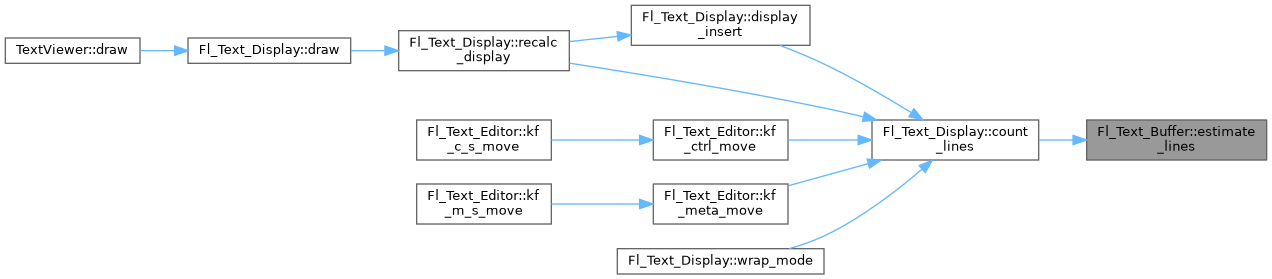 TextViewer::draw
Fl_Text_Display::draw
Fl_Text_Display::recalc
_display
Fl_Text_Display::display
_insert
Fl_Text_Editor::kf
_c_s_move
Fl_Text_Editor::kf
_ctrl_move
Fl_Text_Display::count
_lines
Fl_Text_Buffer::estimate
_lines
Fl_Text_Editor::kf
_m_s_move
Fl_Text_Editor::kf
_meta_move
Fl_Text_Display::wrap_mode